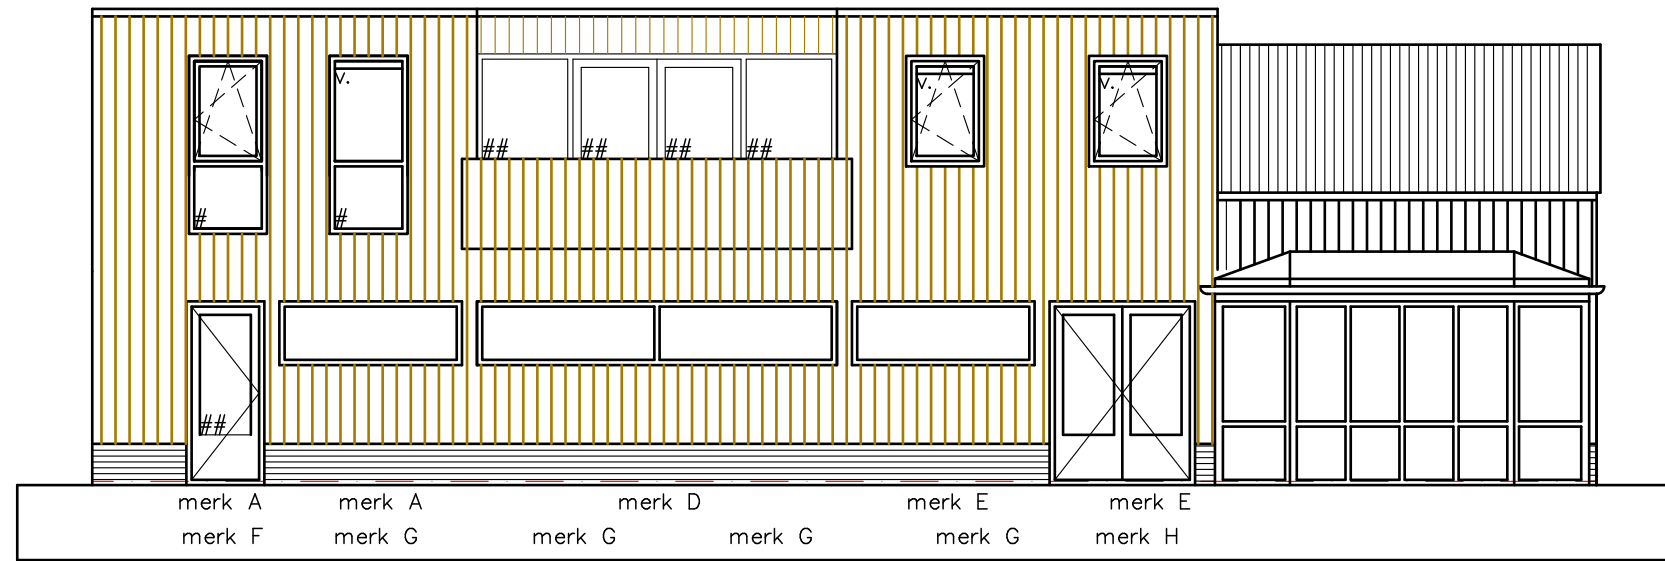 v. v. v.
## ## ## ##
# #
##
merk A merk A merk D merk E merk E
merk F merk G merk G merk G merk G merk H